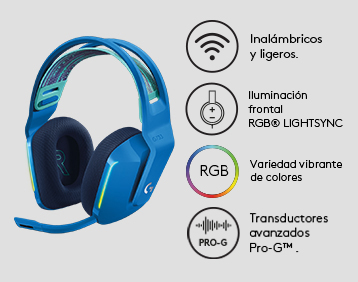 Inalámbricos
y ligeros.
Iluminación
frontal
RGB® LIGHTSYNC
RGB
Variedad vibrante
de colores
PRO-G
Transductores
avanzados
Pro-G™.